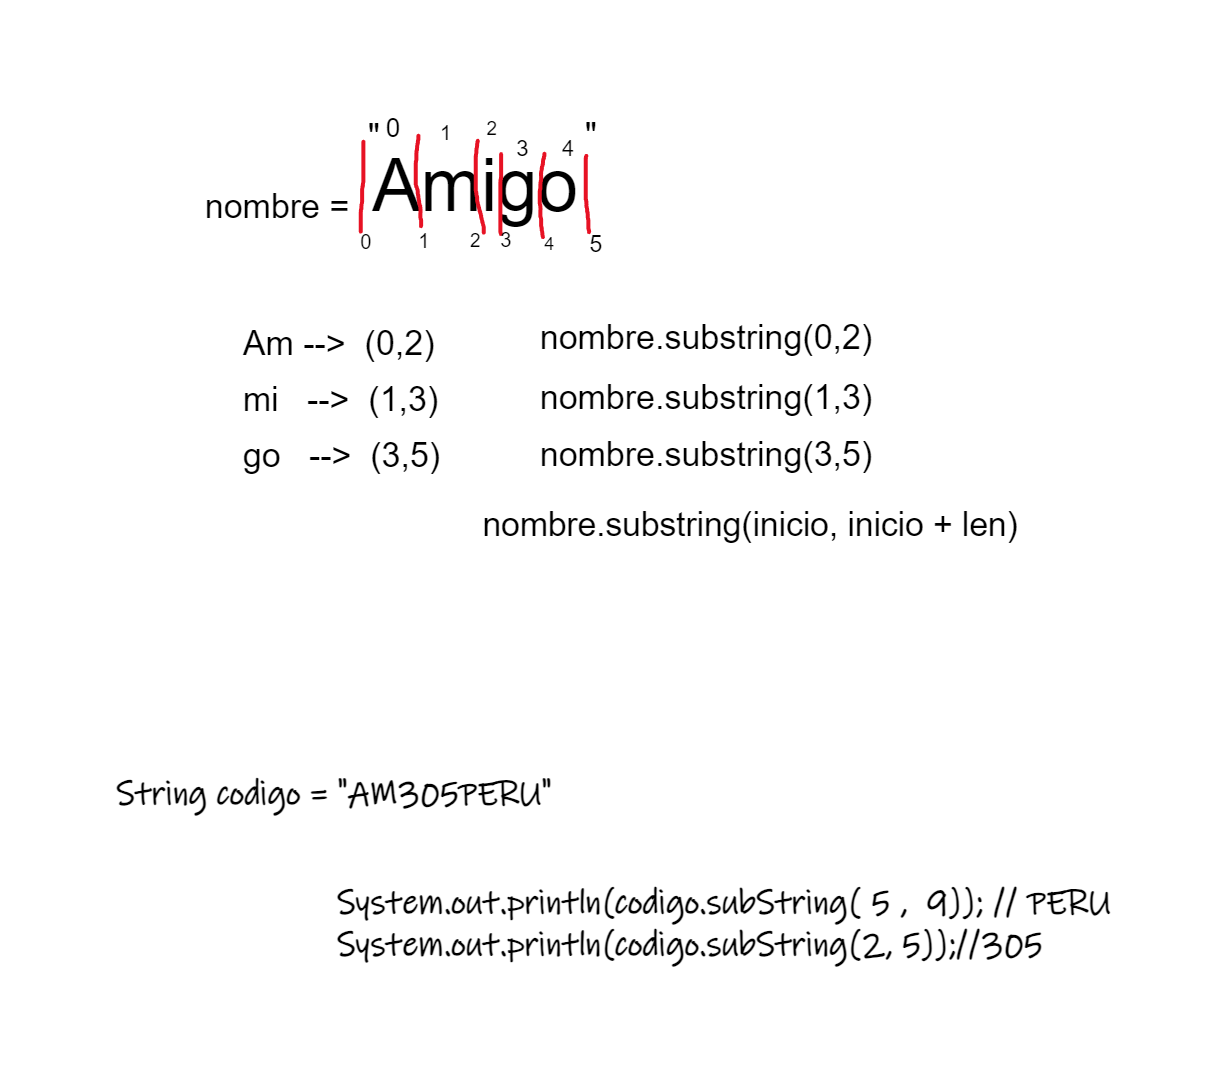 " 0 1 2 3 4 "
nombre = Amigo
0 1 2 3 4 5
Am --> (0,2) nombre.substring(0,2)
mi --> (1,3) nombre.substring(1,3)
go --> (3,5) nombre.substring(3,5)
nombre.substring(inicio, inicio + len)
String codigo = "AM305PERU"
System.out.println(codigo.subString( 5 , 9)); // PERU
System.out.println(codigo.subString(2, 5));//305